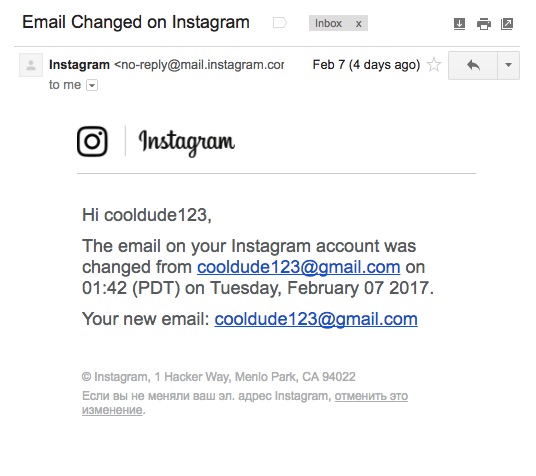 Email Changed on Instagram
Inbox x
Instagram <no-reply@mail.instagram.cor
Feb 7 (4 days ago)
to me
Instagram
Hi cooldude123,
The email on your Instagram account was
changed from cooldude123@gmail.com on
01:42 (PDT) on Tuesday, February 07 2017.
Your new email: cooldude123@gmail.com
© Instagram, 1 Hacker Way, Menlo Park, CA 94022
Если вы не меняли ваш эл. адрес Instagram, отменить это
изменение.